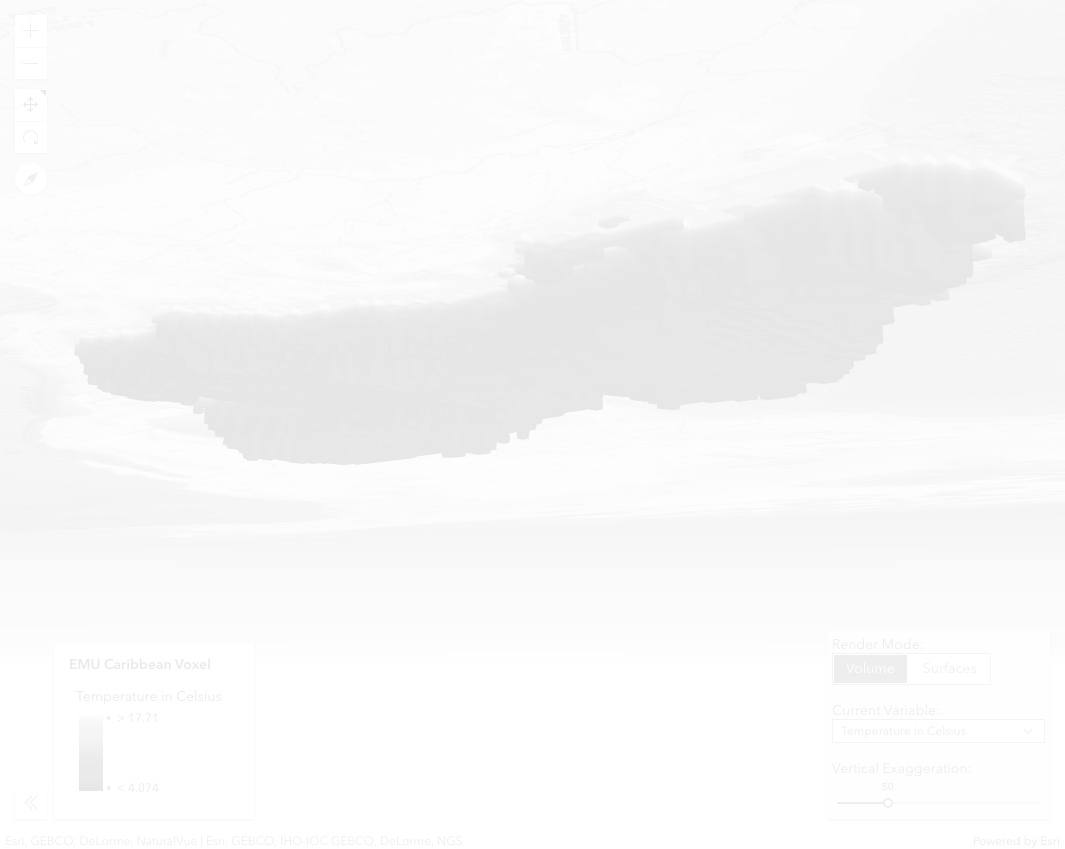 EMU Caribbean Voxel
Temperature in Celsius
> 17.71
< 4.074
Render Mode:
Volume Surfaces
Current Variable:
Temperature in Celsius
Vertical Exaggeration:
50
Esri, GEBCO, DeLorme, NaturalVue | Esri, GEBCO, IHO-IOC GEBCO, DeLorme, NGS
Powered by Esri